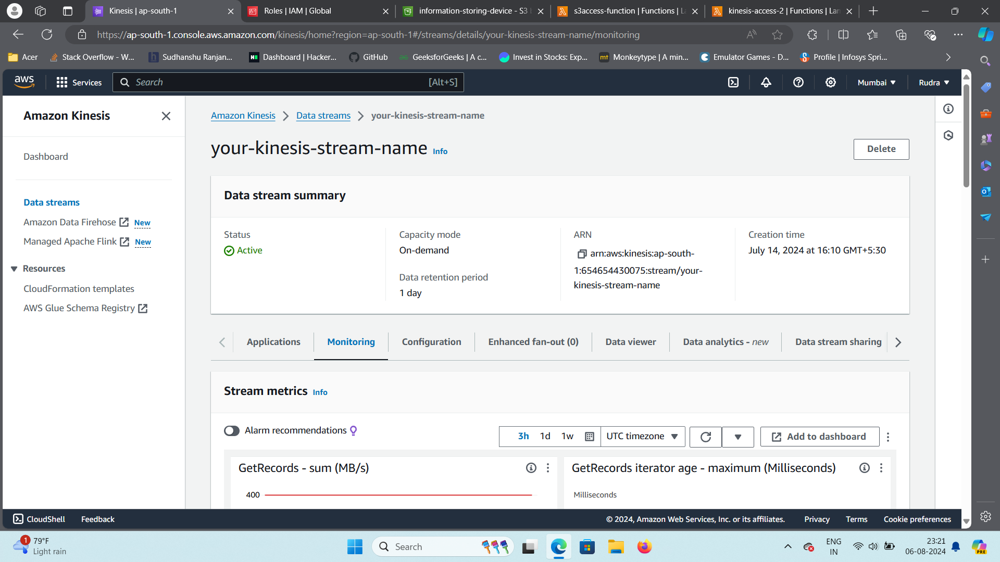 Kinesis | ap-south-1
Roles | IAM | Global
information-storing-device - S3 b
s3access-function | Functions | La
kinesis-access-2 | Functions | Lam
https://ap-south-1.console.aws.amazon.com/kinesis/home?region=ap-south-1#/streams/details/your-kinesis-stream-name/monitoring
Acer
Stack Overflow - W...
Sudhanshu Ranjan...
Dashboard | Hacker...
GitHub
GeeksforGeeks | A c...
Invest in Stocks: Exp...
mt Monkeytype | A min...
Emulator Games - D...
Profile | Infosys Spri...
aws
Services
Search [Alt+S]
Mumbai
Rudra
Amazon Kinesis
Dashboard
Data streams
Amazon Data Firehose New
Managed Apache Flink New
Resources
CloudFormation templates
AWS Glue Schema Registry
Amazon Kinesis
Data streams
your-kinesis-stream-name
your-kinesis-stream-name Info
Delete
Data stream summary
Status
Active
Capacity mode
On-demand
Data retention period
1 day
ARN
arn:aws:kinesis:ap-south-
1:654654430075:stream/your-
kinesis-stream-name
Creation time
July 14, 2024 at 16:10 GMT+5:30
Applications
Monitoring
Configuration
Enhanced fan-out (0)
Data viewer
Data analytics - new
Data stream sharing
Stream metrics Info
Alarm recommendations
3h 1d 1w
UTC timezone
Add to dashboard
GetRecords - sum (MB/s)
400
GetRecords iterator age - maximum (Milliseconds)
Milliseconds
CloudShell
Feedback
© 2024, Amazon Web Services, Inc. or its affiliates.
Privacy
Terms
Cookie preferences
1
79°F
Light rain
Search
ENG
IN
23:21
06-08-2024
PRE